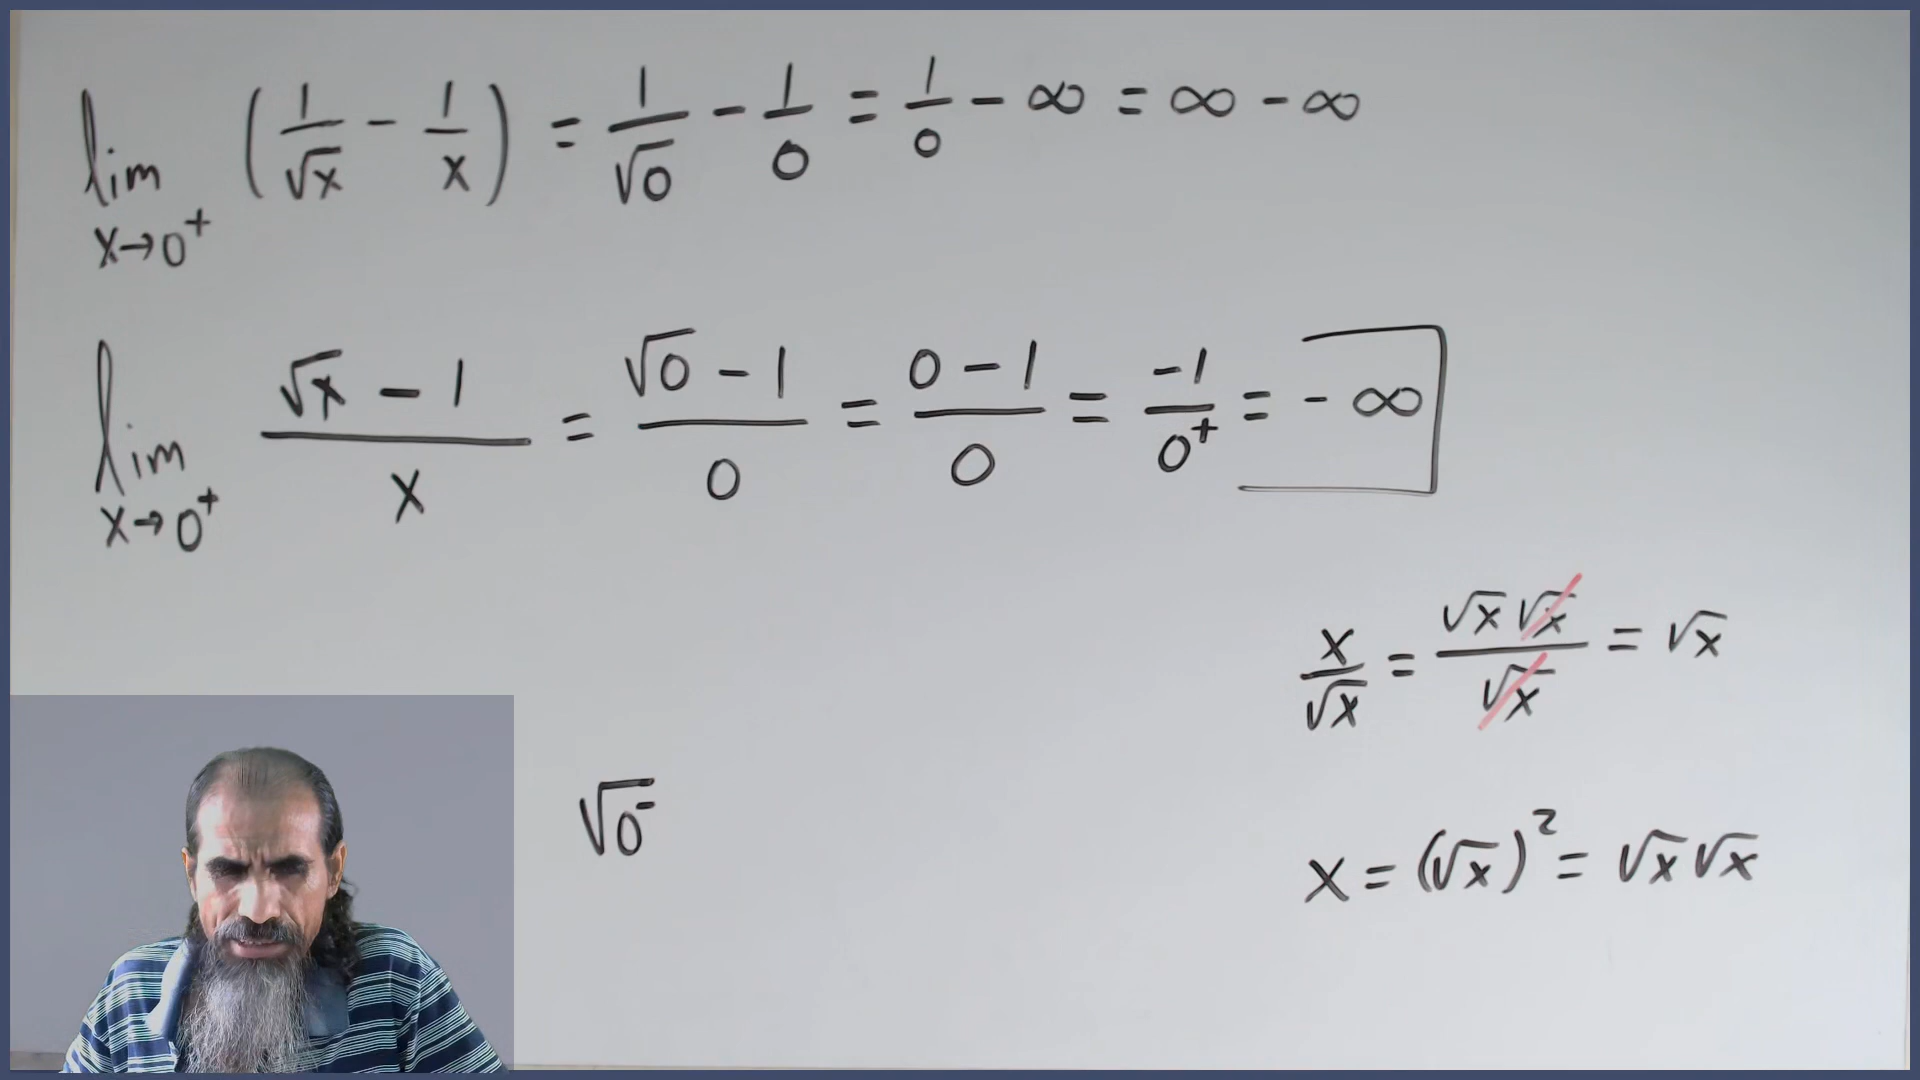 lim x→0⁺ (1/√x - 1/x) = 1/√0 - 1/0 = 1/0 - ∞ = ∞ - ∞
lim x→0⁺ (√x - 1)/x = (√0 - 1)/0 = (0 - 1)/0 = -1/0⁺ = - ∞
x/√x = √x√x/√x = √x
√0⁻
x = (√x)² = √x√x